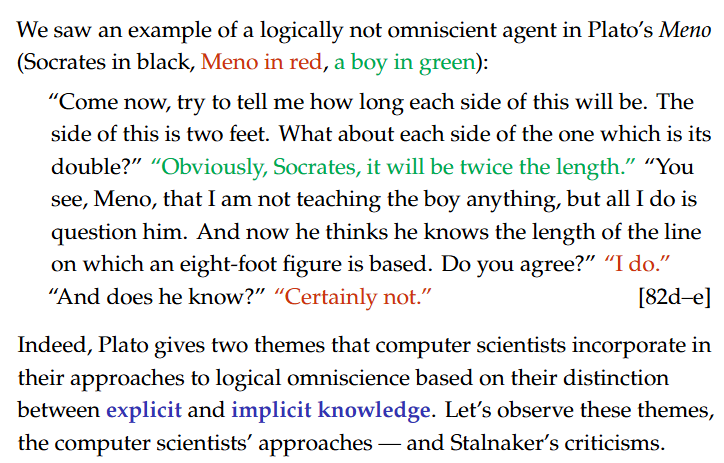 We saw an example of a logically not omniscient agent in Plato’s Meno
(Socrates in black, Meno in red, a boy in green):
“Come now, try to tell me how long each side of this will be. The
side of this is two feet. What about each side of the one which is its
double?” “Obviously, Socrates, it will be twice the length.” “You
see, Meno, that I am not teaching the boy anything, but all I do is
question him. And now he thinks he knows the length of the line
on which an eight-foot figure is based. Do you agree?” “I do.”
“And does he know?” “Certainly not.” [82d–e]
Indeed, Plato gives two themes that computer scientists incorporate in
their approaches to logical omniscience based on their distinction
between explicit and implicit knowledge. Let’s observe these themes,
the computer scientists’ approaches — and Stalnaker’s criticisms.